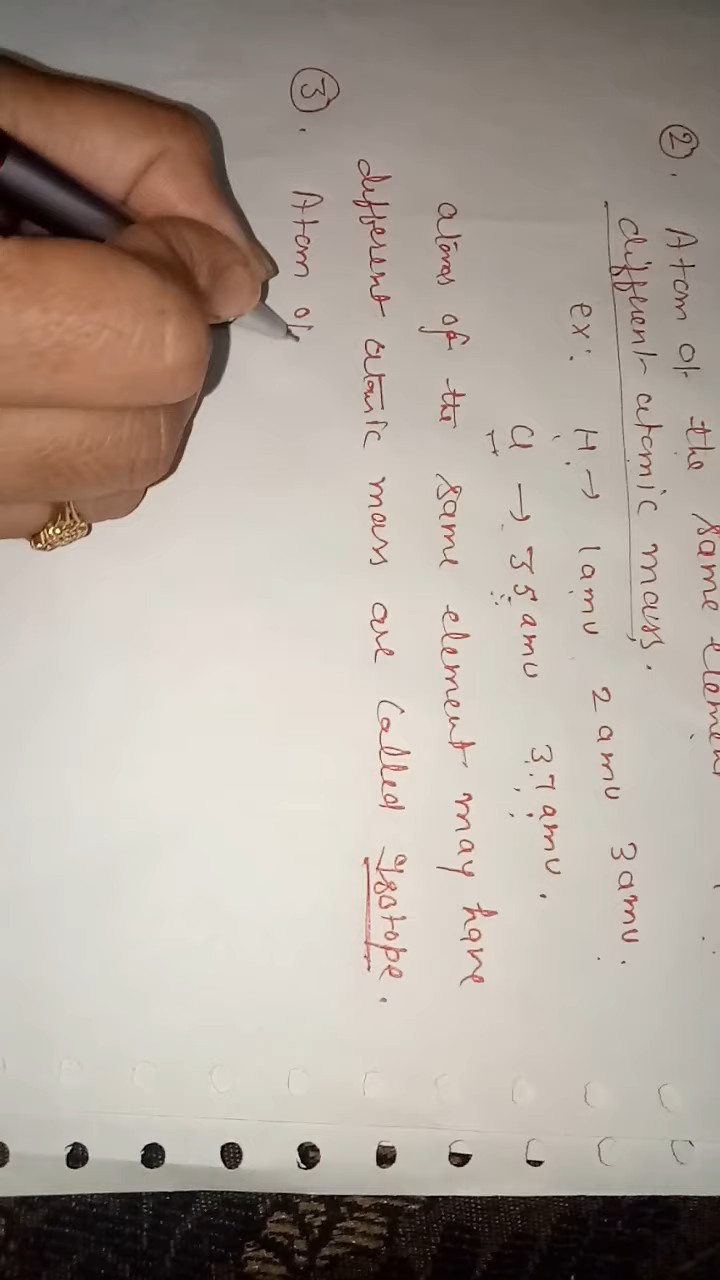 ②. Atom of the same element
different atomic mass.
ex: H → 1amu 2amu 3amu.
Cl → 35amu 37amu.
atoms of the same element may have
different atomic mass are called Isotope.
③. Atom of